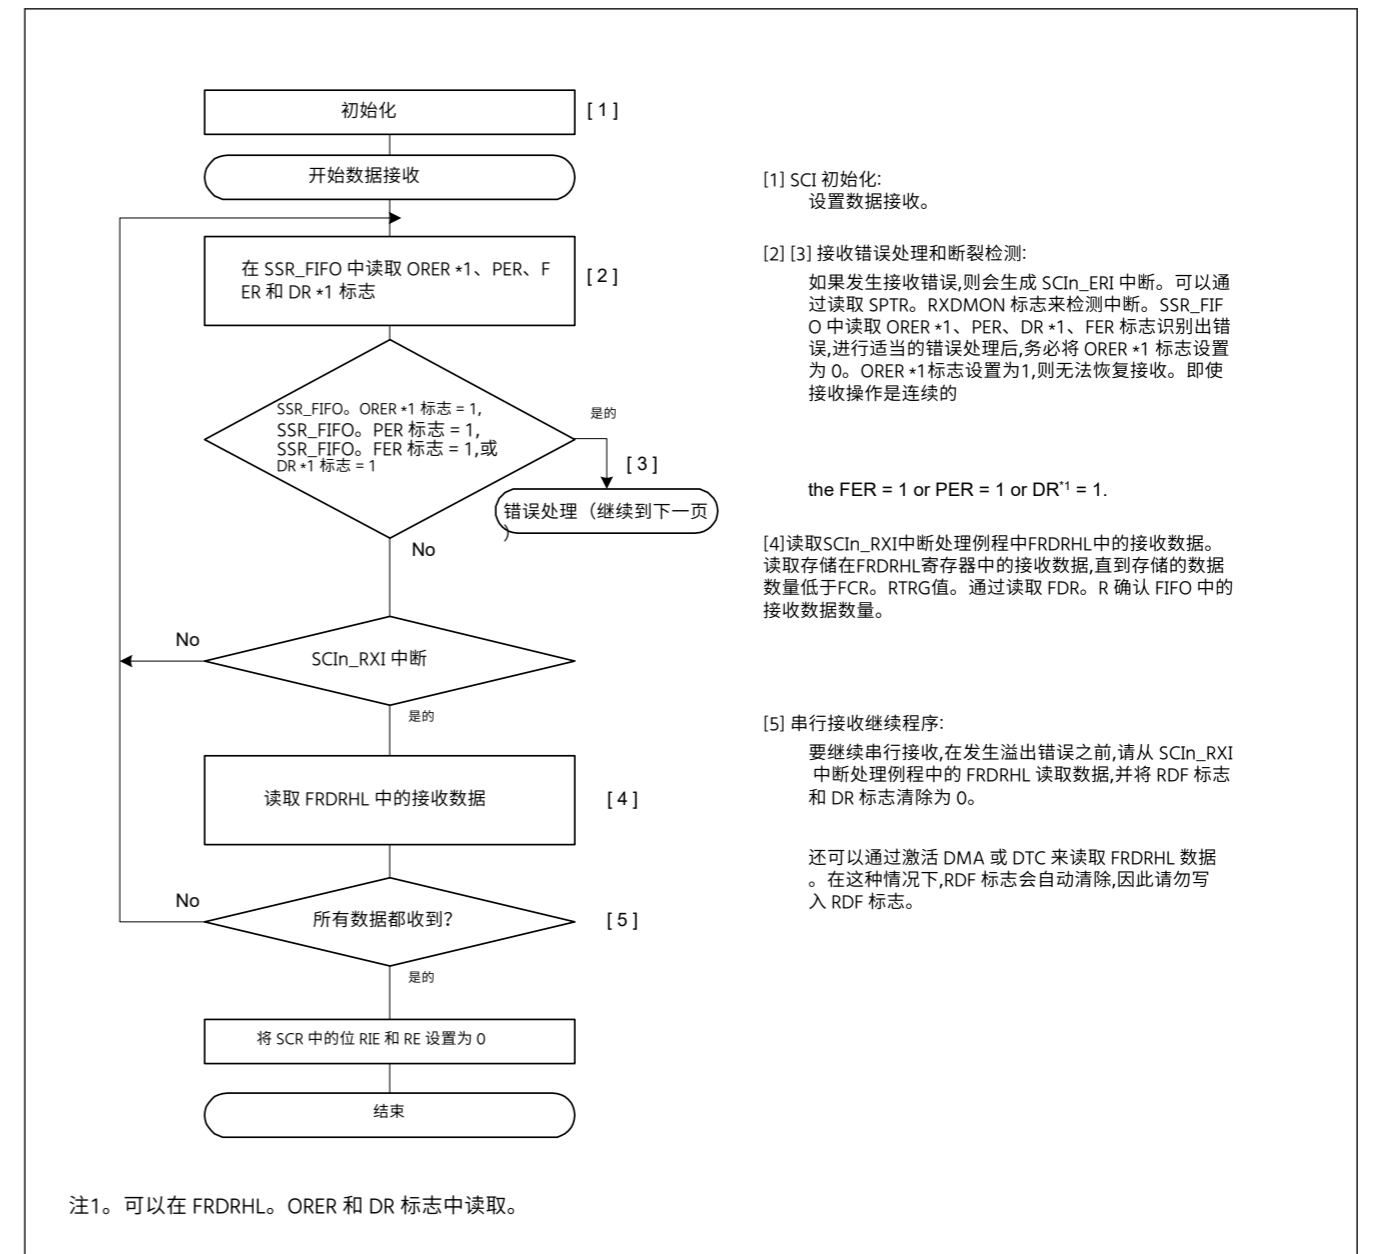 初始化
[ 1 ]
开始数据接收
在 SSR_FIFO 中读取 ORER *1、PER、F
ER 和 DR *1 标志
[ 2 ]
SSR_FIFO。ORER *1 标志 = 1,
SSR_FIFO。PER 标志 = 1,
SSR_FIFO。FER 标志 = 1,或
DR *1 标志 = 1
是的
[ 3 ]
错误处理（继续到下一页
）
No
No
SCIn_RXI 中断
是的
读取 FRDRHL 中的接收数据
[ 4 ]
No
所有数据都收到?
[ 5 ]
是的
将 SCR 中的位 RIE 和 RE 设置为 0
结束
[1] SCI 初始化:
设置数据接收。
[2] [3] 接收错误处理和断裂检测:
如果发生接收错误,则会生成 SCIn_ERI 中断。可以通
过读取 SPTR。RXDMON 标志来检测中断。SSR_FIF
O 中读取 ORER *1、PER、DR *1、FER 标志识别出错
误,进行适当的错误处理后,务必将 ORER *1 标志设置
为 0。ORER *1标志设置为1,则无法恢复接收。即使
接收操作是连续的
the FER = 1 or PER = 1 or DR*1 = 1.
[4]读取SCIn_RXI中断处理例程中FRDRHL中的接收数据。
读取存储在FRDRHL寄存器中的接收数据,直到存储的数据
数量低于FCR。RTRG值。通过读取 FDR。R 确认 FIFO 中的
接收数据数量。
[5] 串行接收继续程序:
要继续串行接收,在发生溢出错误之前,请从 SCIn_RXI
中断处理例程中的 FRDRHL 读取数据,并将 RDF 标志
和 DR 标志清除为 0。
还可以通过激活 DMA 或 DTC 来读取 FRDRHL 数据
。在这种情况下,RDF 标志会自动清除,因此请勿写
入 RDF 标志。
注1。可以在 FRDRHL。ORER 和 DR 标志中读取。